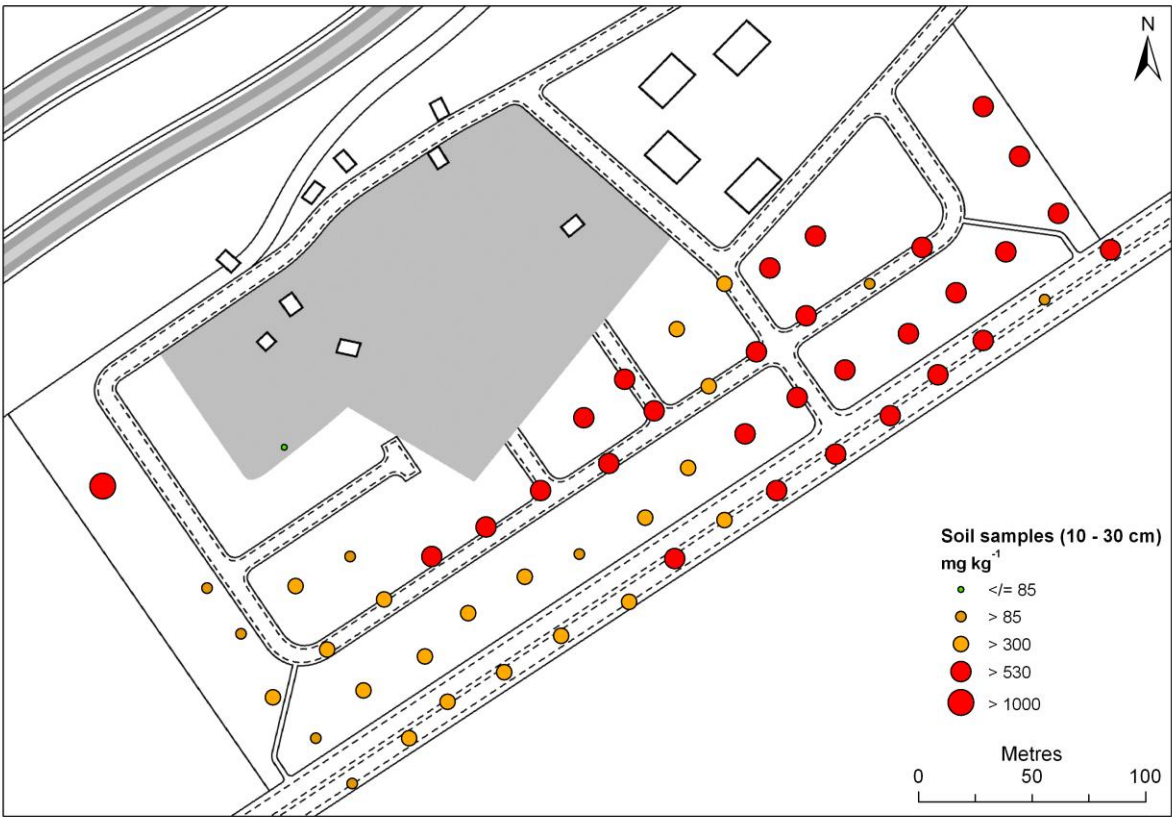 N
Soil samples (10 - 30 cm)
mg kg⁻¹
</= 85
> 85
> 300
> 530
> 1000
Metres
0 50 100